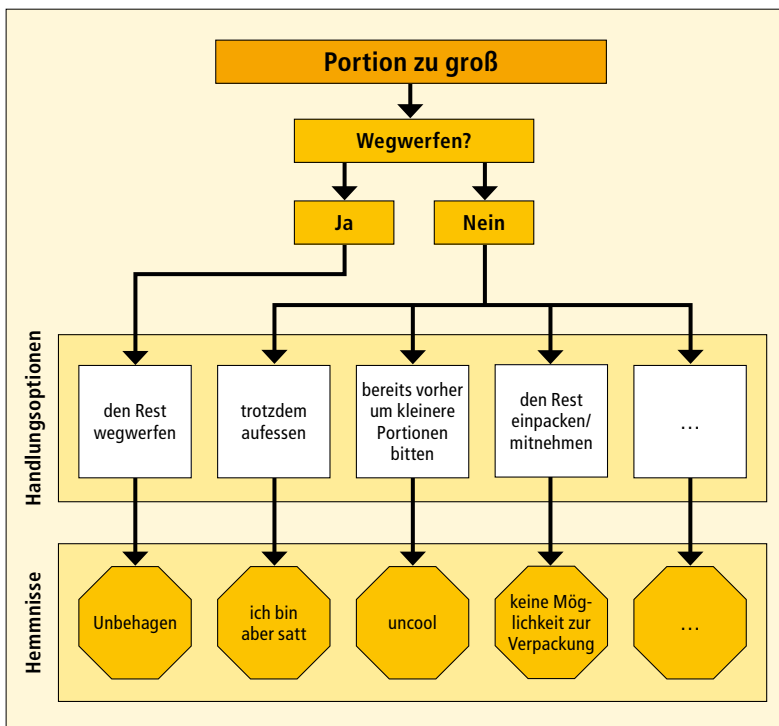 Portion zu groß
Wegwerfen?
Ja
Nein
Handlungsoptionen
den Rest
wegwerfen
trotzdem
aufessen
bereits vorher
um kleinere
Portionen
bitten
den Rest
einpacken/
mitnehmen
...
Hemmnisse
Unbehagen
ich bin
aber satt
uncool
keine Mög-
lichkeit zur
Verpackung
...